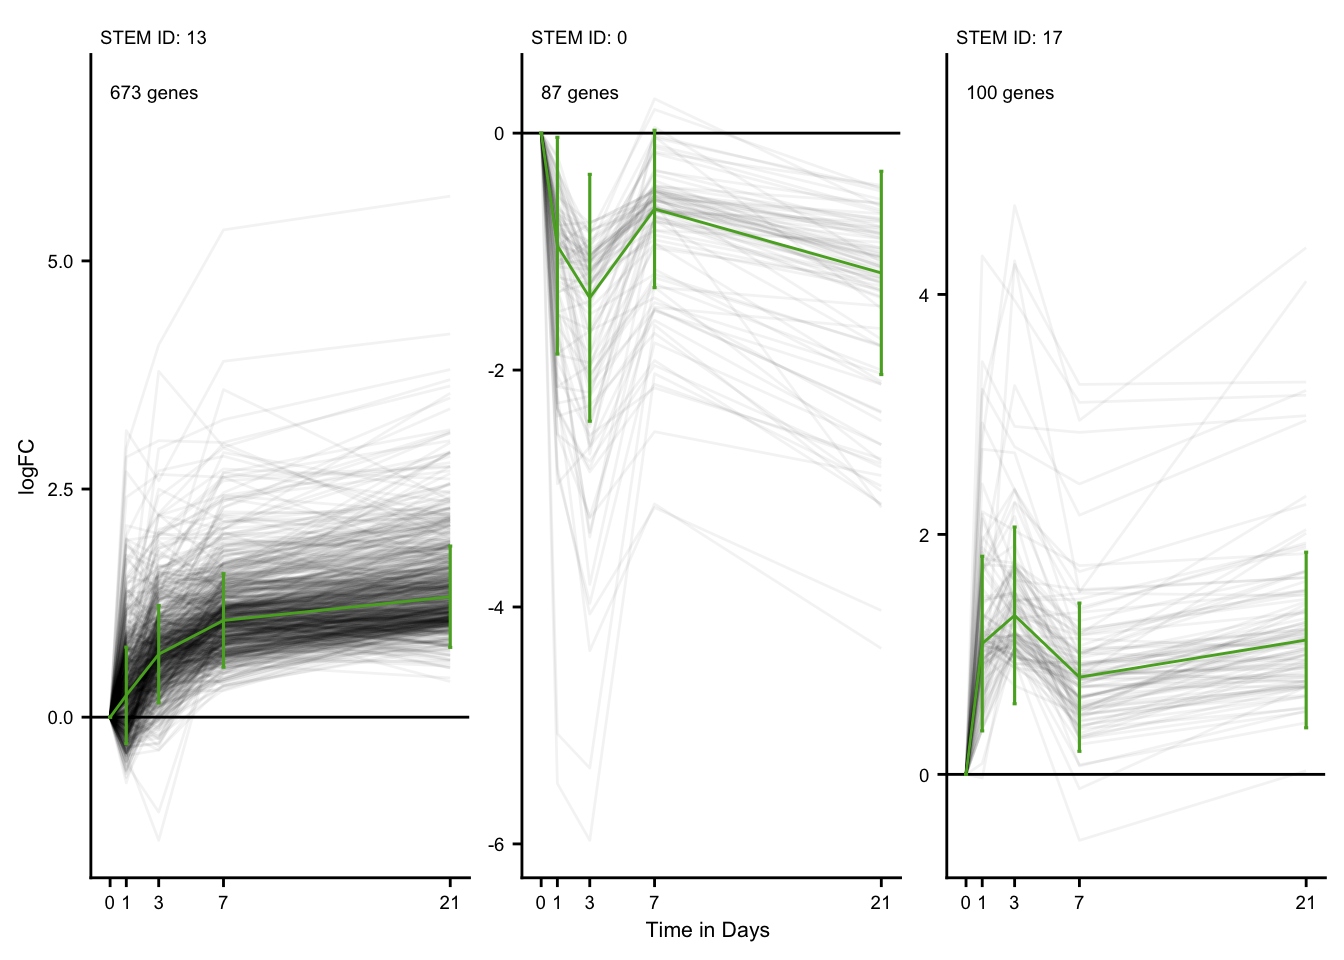 STEM ID: 13
673 genes
5.0
2.5
0.0
0 1 3 7 21
STEM ID: 0
87 genes
0
-2
-4
-6
0 1 3 7 21
STEM ID: 17
100 genes
4
2
0
0 1 3 7 21
logFC
Time in Days